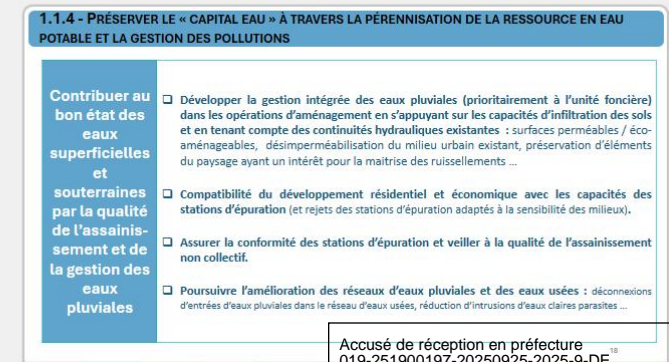 1.1.4 - PRÉSERVER LE « CAPITAL EAU » À TRAVERS LA PÉRENNISATION DE LA RESSOURCE EN EAU
POTABLE ET LA GESTION DES POLLUTIONS
Contribuer au
bon état des
eaux
superficielles
et
souterraines
par la qualité
de l'assainis-
sement et de
la gestion des
eaux
pluviales
❑ Développer la gestion intégrée des eaux pluviales (prioritairement à l'unité foncière)
dans les opérations d'aménagement en s'appuyant sur les capacités d'infiltration des sols
et en tenant compte des continuités hydrauliques existantes : surfaces perméables / éco-
aménageables, désimperméabilisation du milieu urbain existant, préservation d'éléments
du paysage ayant un intérêt pour la maitrise des ruissellements ...
❑ Compatibilité du développement résidentiel et économique avec les capacités des
stations d'épuration (et rejets des stations d'épuration adaptés à la sensibilité des milieux).
❑ Assurer la conformité des stations d'épuration et veiller à la qualité de l'assainissement
non collectif.
❑ Poursuivre l'amélioration des réseaux d'eaux pluviales et des eaux usées : déconnexions
d'entrées d'eaux pluviales dans le réseau d'eaux usées, réduction d'intrusions d'eaux claires parasites ...
18
Accusé de réception en préfecture
019-251900197-20250925-2025-9-DE